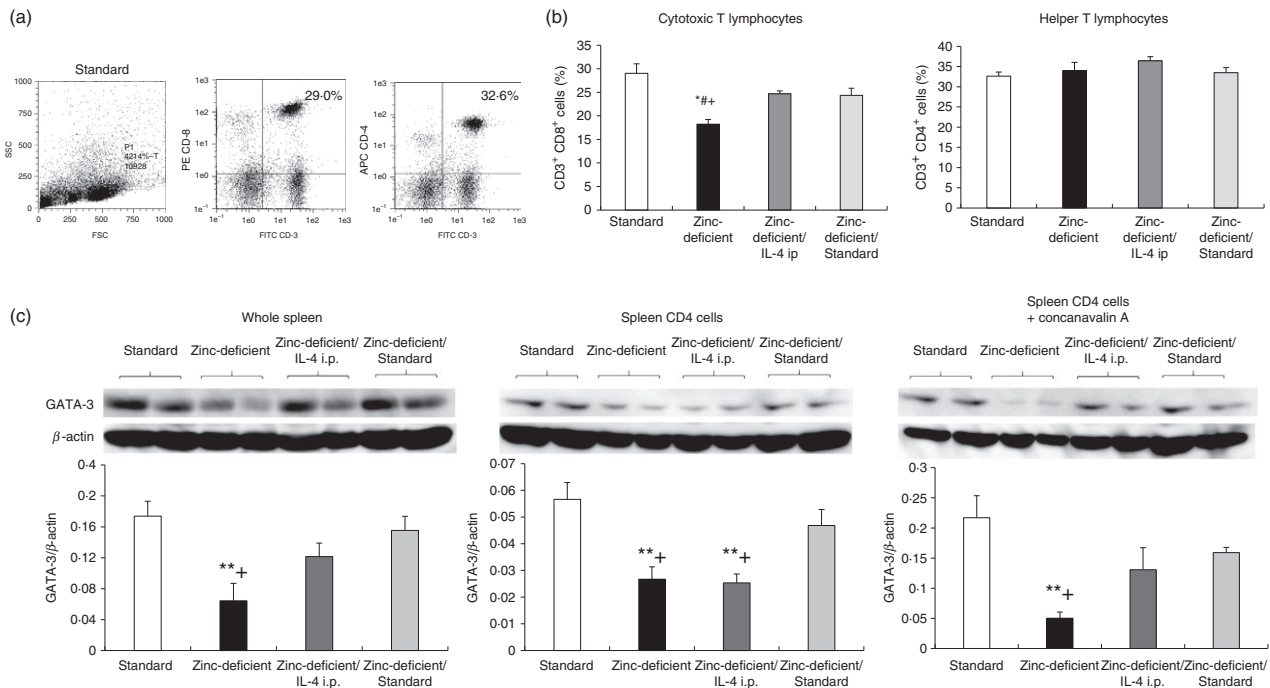 (a)
Standard
1000
750
500
250
0
SSC
P1
4214%–T
10928
0
250
500
750
1000
FSC
1e3
1e2
1e1
1e0
1e−1
PE CD-8
29·0%
1e−1
1e0
1e1
1e2
1e3
FITC CD-3
1e3
1e2
1e1
1e0
1e−1
APC CD-4
32·6%
1e−1
1e0
1e1
1e2
1e3
FITC CD-3
(b)
Cytotoxic T lymphocytes
35
30
25
20
15
10
5
0
CD3+ CD8+ cells (%)
*#+
Standard
Zinc-
deficient
Zinc-
deficient/
IL-4 ip
Zinc-
deficient/
Standard
Helper T lymphocytes
40
35
30
25
20
15
10
5
0
CD3+ CD4+ cells (%)
Standard
Zinc-
deficient
Zinc-
deficient/
IL-4 ip
Zinc-
deficient/
Standard
(c)
Whole spleen
Standard
Zinc-deficient
Zinc-deficient/
IL-4 i.p.
Zinc-deficient/
Standard
GATA-3
β-actin
0·4
0·2
0·16
0·12
0·08
0·04
0
GATA-3/β-actin
**+
Standard
Zinc-deficient
Zinc-deficient/
IL-4 i.p.
Zinc-deficient/
Standard
Spleen CD4 cells
Standard
Zinc-deficient
Zinc-deficient/
IL-4 i.p.
Zinc-deficient/
Standard
0·07
0·06
0·05
0·04
0·03
0·02
0·01
0
GATA-3/β-actin
**+
**+
Standard
Zinc-deficient
Zinc-deficient/
IL-4 i.p.
Zinc-deficient/
Standard
Spleen CD4 cells
+ concanavalin A
Standard
Zinc-deficient
Zinc-deficient/
IL-4 i.p.
Zinc-deficient/
Standard
0·3
0·25
0·2
0·15
0·1
0·05
0
GATA-3/β-actin
**+
Standard
Zinc-deficient
Zinc-deficient/
IL-4 i.p.
Zinc-deficient/
Standard